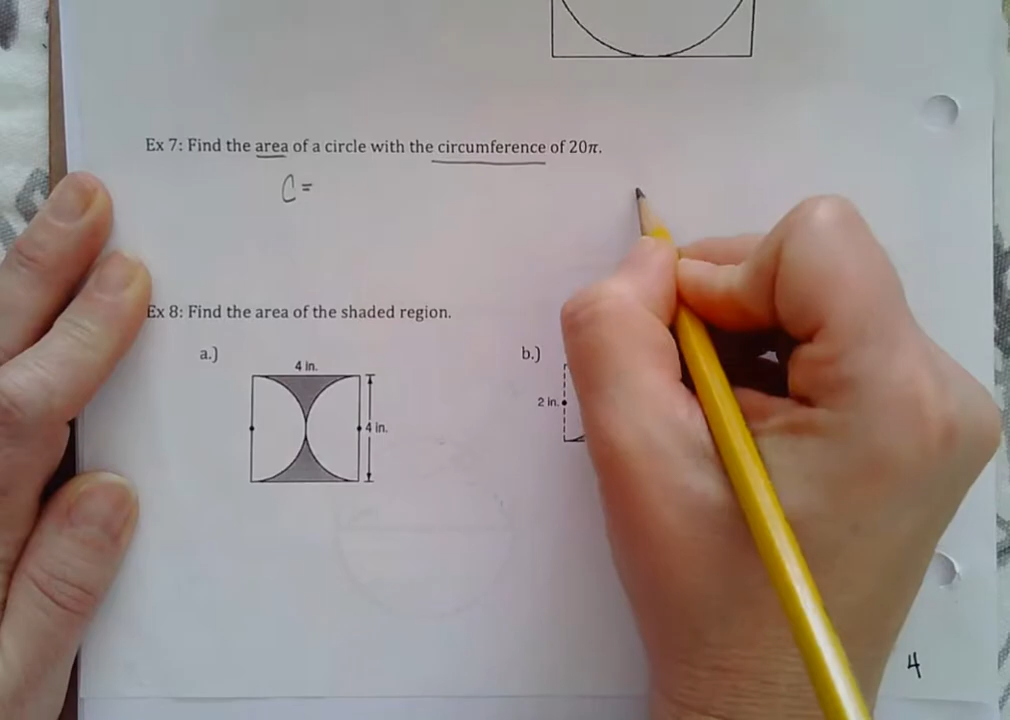 Ex 7: Find the area of a circle with the circumference of 20π.
C =
Ex 8: Find the area of the shaded region.
a.)
4 in.
4 in.
b.)
2 in.
4